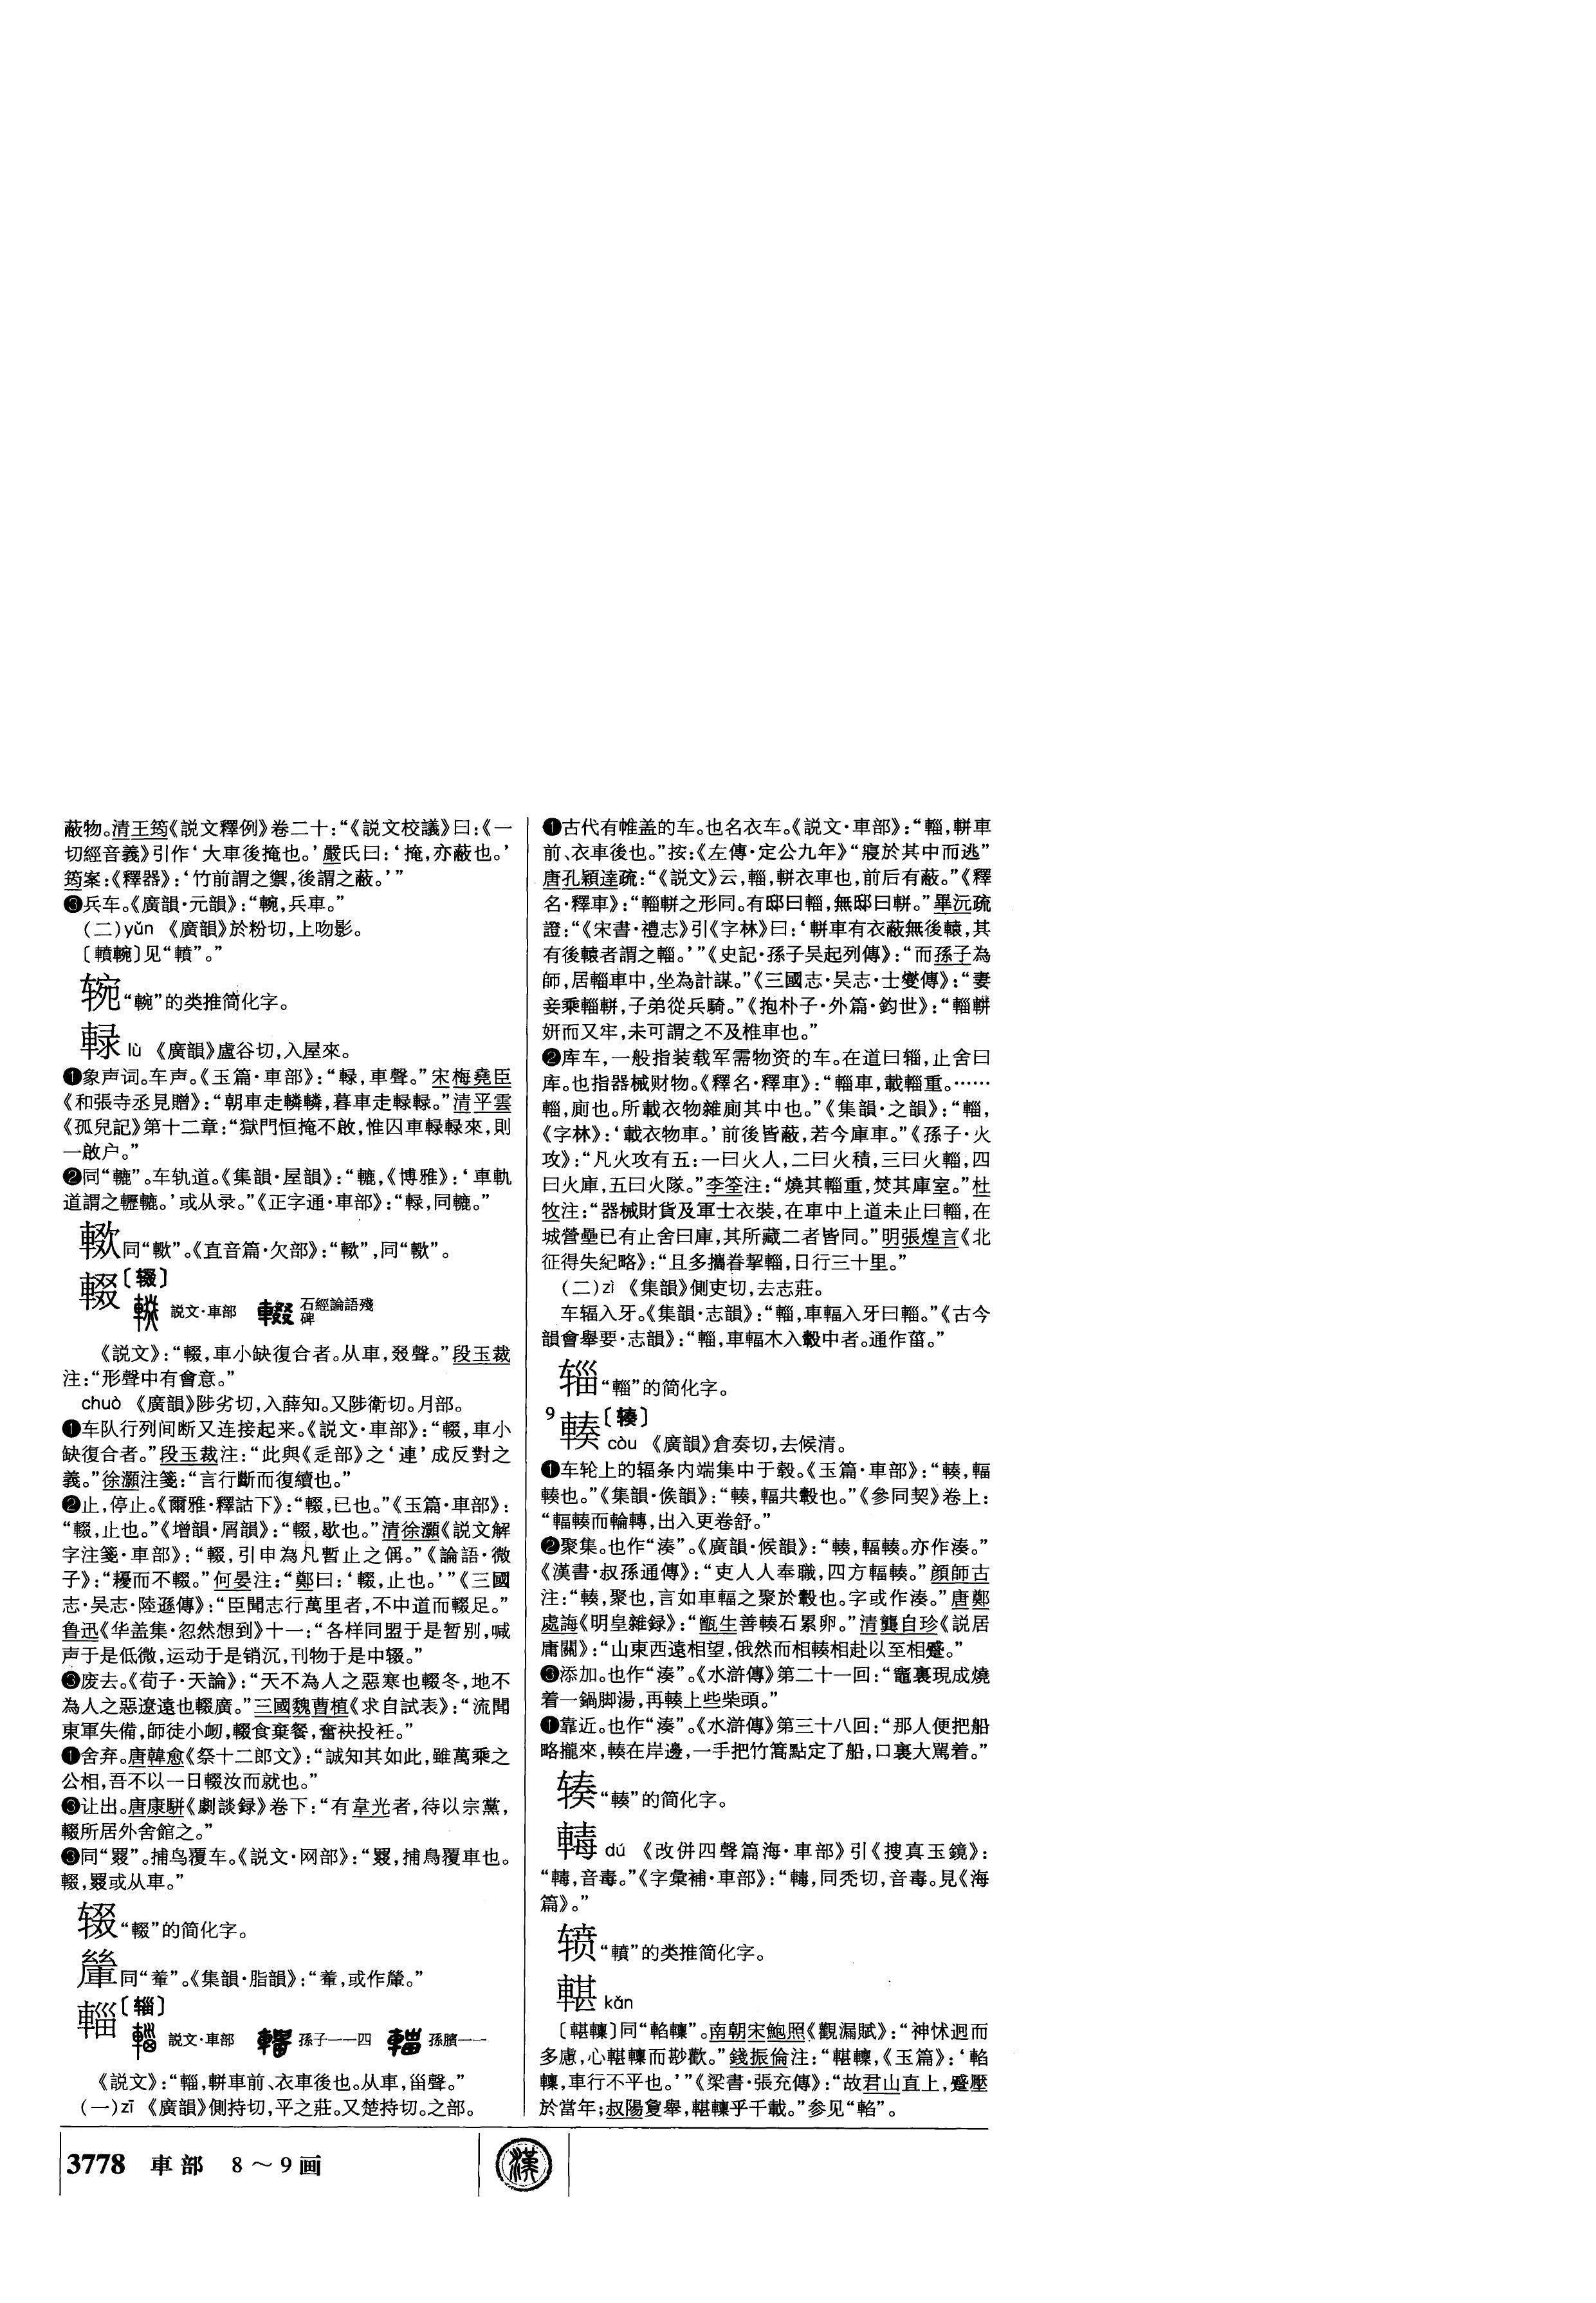 蔽物。清王筠《説文釋例》卷二十：“《説文校議》曰：《一
切經音義》引作‘大車後掩也。’嚴氏曰：‘掩，亦蔽也。’
筠案：《釋器》：‘竹前謂之禦，後謂之蔽。’”
❸兵车。《廣韻·元韻》：“輐，兵車。”
（二）yǔn 《廣韻》於粉切，上吻影。
〔轒輐〕见“轒”。”
“輐”的类推简化字。
lù 《廣韻》盧谷切，入屋來。
❶象声词。车声。《玉篇·車部》：“䡜，車聲。”宋梅堯臣
《和張寺丞見贈》：“朝車走轔轔，暮車走䡜䡜。”清平雲
《孤兒記》第十二章：“獄門恒掩不啟，惟囚車䡜䡜來，則
一啟户。”
❷同“轆”。车轨道。《集韻·屋韻》：“轆，《博雅》：‘車軌
道謂之轣轆。’或从录。”《正字通·車部》：“䡜，同轆。”
同“”。《直音篇·欠部》：“”，同“”。
輟〔辍〕
説文·車部 石經論語殘
碑
《説文》：“輟，車小缺復合者。从車，叕聲。”段玉裁
注：“形聲中有會意。”
chuò 《廣韻》陟劣切，入薛知。又陟衛切。月部。
❶车队行列间断又连接起来。《説文·車部》：“輟，車小
缺復合者。”段玉裁注：“此與《辵部》之‘連’成反對之
義。”徐灝注箋：“言行斷而復續也。”
❷止，停止。《爾雅·釋詁下》：“輟，已也。”《玉篇·車部》：
“輟，止也。”《增韻·屑韻》：“輟，歇也。”清徐灝《説文解
字注箋·車部》：“輟，引申為凡暫止之偁。”《論語·微
子》：“耰而不輟。”何晏注：“鄭曰：‘輟，止也。’”《三國
志·吴志·陸遜傳》：“臣聞志行萬里者，不中道而輟足。”
鲁迅《华盖集·忽然想到》十一：“各样同盟于是暂别，喊
声于是低微，运动于是销沉，刊物于是中辍。”
❸废去。《荀子·天論》：“天不為人之惡寒也輟冬，地不
為人之惡遼遠也輟廣。”三國魏曹植《求自試表》：“流聞
東軍失備，師徒小衂，輟食棄餐，奮袂投衽。”
❶舍弃。唐韓愈《祭十二郎文》：“誠知其如此，雖萬乘之
公相，吾不以一日輟汝而就也。”
❸让出。唐康駢《劇談録》卷下：“有韋光者，待以宗黨，
輟所居外舍館之。”
❸同“罬”。捕鸟覆车。《説文·网部》：“罬，捕鳥覆車也。
輟，罬或从車。”
辍“輟”的简化字。
同“輂”。《集韻·脂韻》：“輂，或作。”
輜〔辎〕
説文·車部 孫子一一四 孫臏一一
《説文》：“輜，軿車前、衣車後也。从車，甾聲。”
（一）zī 《廣韻》側持切，平之莊。又楚持切。之部。
❶古代有帷盖的车。也名衣车。《説文·車部》：“輜，軿車
前、衣車後也。”按：《左傳·定公九年》“寢於其中而逃”
唐孔穎達疏：“《説文》云，輜，軿衣車也，前后有蔽。”《釋
名·釋車》：“輜軿之形同。有邸曰輜，無邸曰軿。”畢沅疏
證：“《宋書·禮志》引《字林》曰：‘軿車有衣蔽無後轅，其
有後轅者謂之輜。’”《史記·孫子吴起列傳》：“而孫子為
師，居輜車中，坐為計謀。”《三國志·吴志·士燮傳》：“妻
妾乘輜軿，子弟從兵騎。”《抱朴子·外篇·鈞世》：“輜軿
妍而又牢，未可謂之不及椎車也。”
❷库车，一般指装载军需物资的车。在道曰辎，止舍曰
库。也指器械财物。《釋名·釋車》：“輜車，載輜重。……
輜，廁也。所載衣物雜廁其中也。”《集韻·之韻》：“輜，
《字林》：‘載衣物車。’前後皆蔽，若今庫車。”《孫子·火
攻》：“凡火攻有五：一曰火人，二曰火積，三曰火輜，四
曰火庫，五曰火隊。”李筌注：“燒其輜重，焚其庫室。”杜
牧注：“器械財貨及軍士衣裝，在車中上道未止曰輜，在
城營壘已有止舍曰庫，其所藏二者皆同。”明張煌言《北
征得失紀略》：“且多攜眷挈輜，日行三十里。”
（二）zì 《集韻》側吏切，去志莊。
车辐入牙。《集韻·志韻》：“輜，車輻入牙曰輜。”《古今
韻會舉要·志韻》：“輜，車輻木入轂中者。通作菑。”
辎“輜”的简化字。
9 輳〔辏〕
còu 《廣韻》倉奏切，去候清。
❶车轮上的辐条内端集中于毂。《玉篇·車部》：“輳，輻
輳也。”《集韻·㑋韻》：“輳，輻共轂也。”《參同契》卷上：
“輻輳而輪轉，出入更卷舒。”
❷聚集。也作“湊”。《廣韻·候韻》：“輳，輻輳。亦作湊。”
《漢書·叔孫通傳》：“吏人人奉職，四方輻輳。”顔師古
注：“輳，聚也，言如車輻之聚於轂也。字或作湊。”唐鄭
處誨《明皇雜録》：“甑生善輳石累卵。”清龔自珍《説居
庸關》：“山東西遠相望，俄然而相輳相赴以至相蹙。”
❸添加。也作“湊”。《水滸傳》第二十一回：“竈裏現成燒
着一鍋脚湯，再輳上些柴頭。”
❶靠近。也作“湊”。《水滸傳》第三十八回：“那人便把船
略攏來，輳在岸邊，一手把竹篙點定了船，口裏大駡着。”
辏“輳”的简化字。
dú 《改併四聲篇海·車部》引《搜真玉鏡》：
“，音毒。”《字彙補·車部》：“，同秃切，音毒。見《海
篇》。”
“轒”的类推简化字。
䡪 kǎn
〔䡪轗〕同“䡞轗”。南朝宋鮑照《觀漏賦》：“神怵迥而
多慮，心䡪轗而尠歡。”錢振倫注：“䡪轗，《玉篇》：‘䡞
轗，車行不平也。’”《梁書·張充傳》：“故君山直上，蹙壓
於當年；叔陽敻舉，䡪轗乎千載。”参见“䡞”。
3778 車部 8～9画
漢